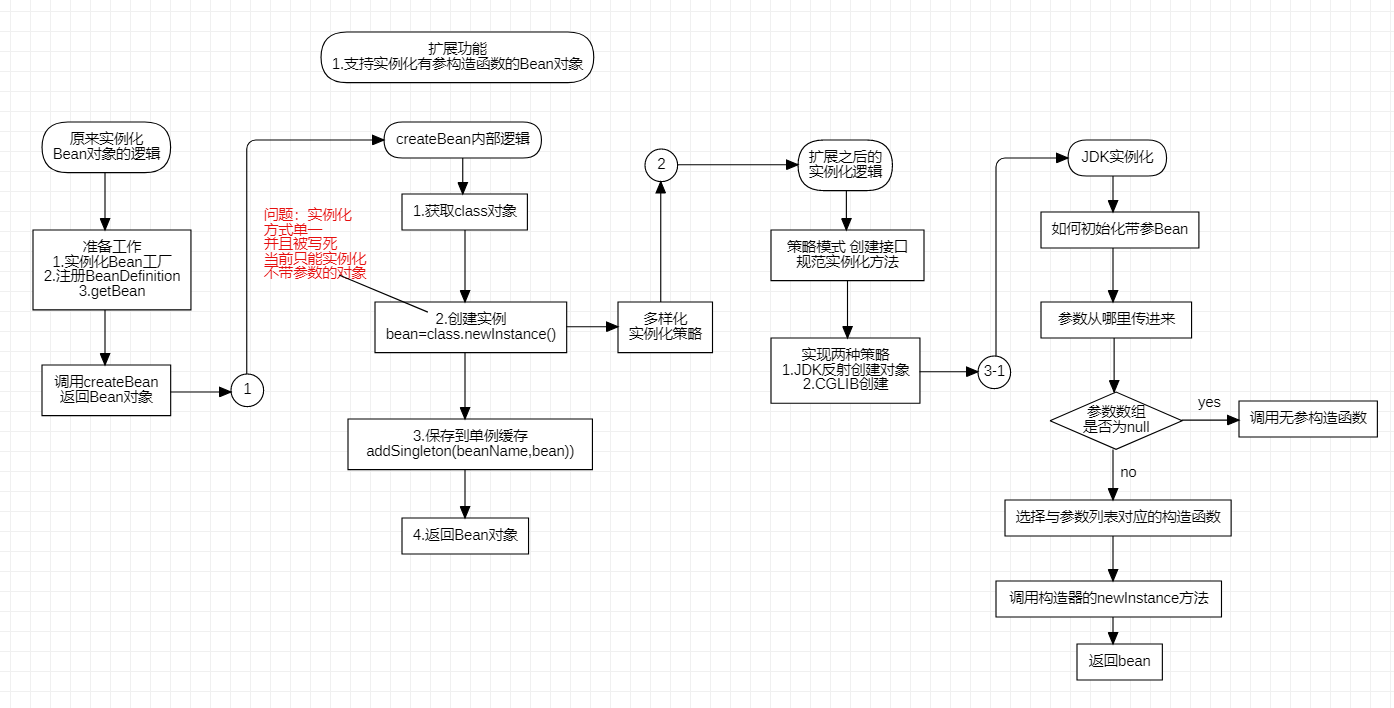 扩展功能
1.支持实例化有参构造函数的Bean对象
原来实例化
Bean对象的逻辑
准备工作
1.实例化Bean工厂
2.注册BeanDefinition
3.getBean
调用createBean
返回Bean对象
1
createBean内部逻辑
1.获取class对象
问题：实例化
方式单一
并且被写死
当前只能实例化
不带参数的对象
2.创建实例
bean=class.newInstance()
3.保存到单例缓存
addSingleton(beanName,bean))
4.返回Bean对象
多样化
实例化策略
2
扩展之后的
实例化逻辑
策略模式 创建接口
规范实例化方法
实现两种策略
1.JDK反射创建对象
2.CGLIB创建
3-1
JDK实例化
如何初始化带参Bean
参数从哪里传进来
参数数组
是否为null
yes
调用无参构造函数
no
选择与参数列表对应的构造函数
调用构造器的newInstance方法
返回bean